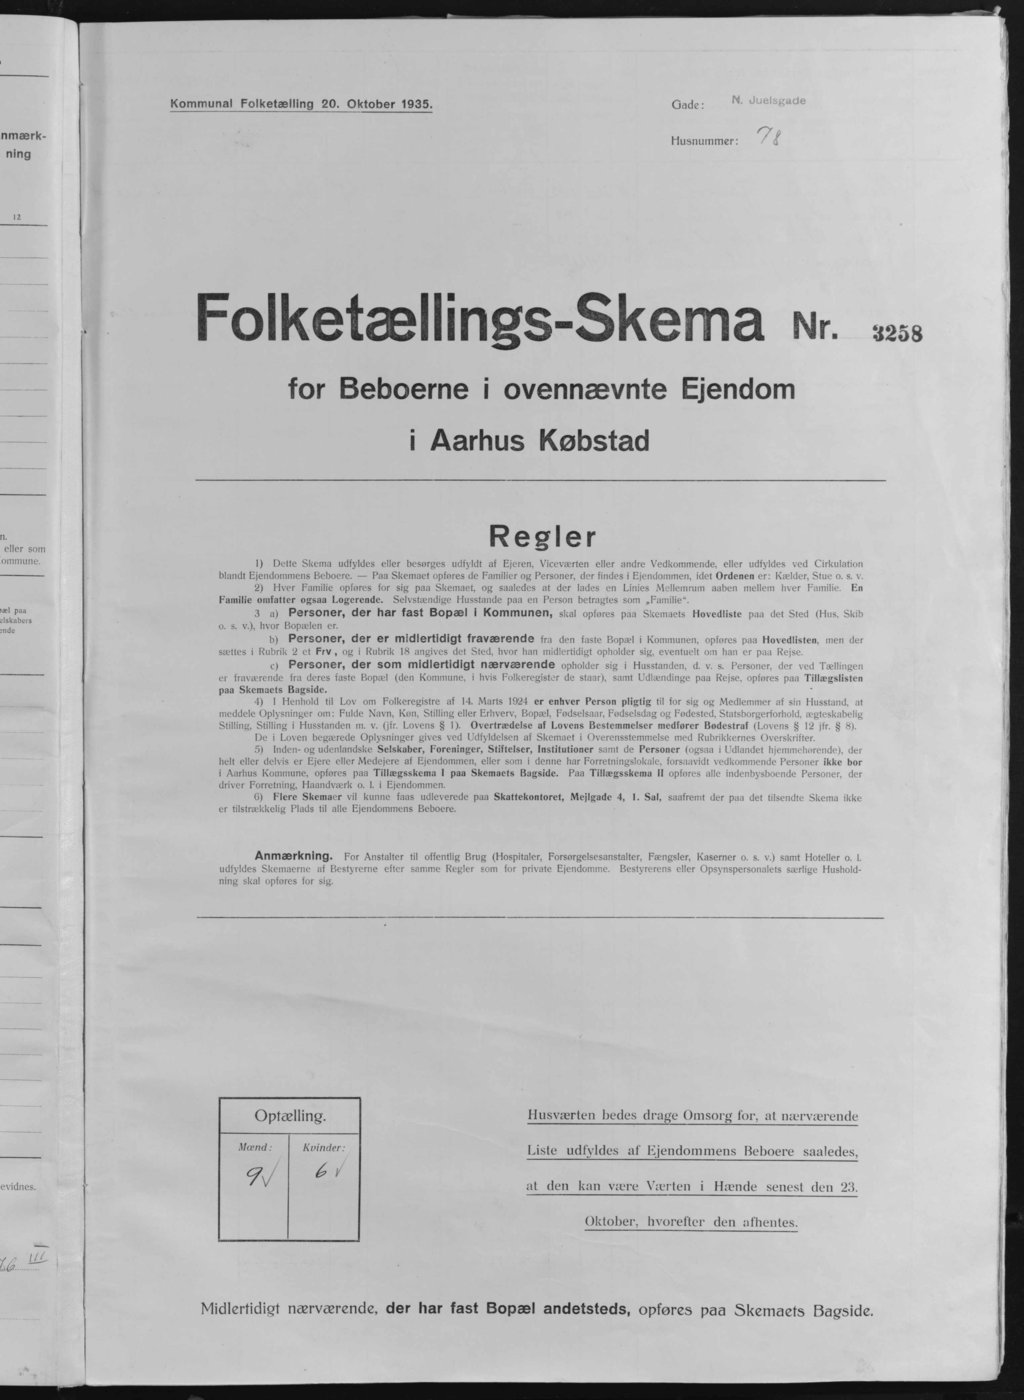 nmærk-
ning
12
n.
eller som
ommune.
æl paa
elskabers
ende
evidnes.
Kommunal Folketælling 20. Oktober 1935.
Gade: N. Juelsgade
Husnummer: 78
Folketællings-Skema Nr. 3258
for Beboerne i ovennævnte Ejendom
i Aarhus Købstad
Regler
1) Dette Skema udfyldes eller besørges udfyldt af Ejeren, Viceværten eller andre Vedkommende, eller udfyldes ved Cirkulation
blandt Ejendommens Beboere. — Paa Skemaet opføres de Familier og Personer, der findes i Ejendommen, idet Ordenen er: Kælder, Stue o. s. v.
2) Hver Familie opføres for sig paa Skemaet, og saaledes at der lades en Linies Mellemrum aaben mellem hver Familie. En
Familie omfatter ogsaa Logerende. Selvstændige Husstande paa en Person betragtes som „Familie“.
3 a) Personer, der har fast Bopæl i Kommunen, skal opføres paa Skemaets Hovedliste paa det Sted (Hus, Skib
o. s. v.), hvor Bopælen er.
b) Personer, der er midlertidigt fraværende fra den faste Bopæl i Kommunen, opføres paa Hovedlisten, men der
sættes i Rubrik 2 et Frv, og i Rubrik 18 angives det Sted, hvor han midlertidigt opholder sig, eventuelt om han er paa Rejse.
c) Personer, der som midlertidigt nærværende opholder sig i Husstanden, d. v. s. Personer, der ved Tællingen
er fraværende fra deres faste Bopæl (den Kommune, i hvis Folkeregister de staar), samt Udlændinge paa Rejse, opføres paa Tillægslisten
paa Skemaets Bagside.
4) I Henhold til Lov om Folkeregistre af 14. Marts 1924 er enhver Person pligtig til for sig og Medlemmer af sin Husstand, at
meddele Oplysninger om: Fulde Navn, Køn, Stilling eller Erhverv, Bopæl, Fødselsaar, Fødselsdag og Fødested, Statsborgerforhold, ægteskabelig
Stilling, Stilling i Husstanden m. v. (jfr. Lovens § 1). Overtrædelse af Lovens Bestemmelser medfører Bødestraf (Lovens § 12 jfr. § 8).
De i Loven begærede Oplysninger gives ved Udfyldelsen af Skemaet i Overensstemmelse med Rubrikkernes Overskrifter.
5) Inden- og udenlandske Selskaber, Foreninger, Stiftelser, Institutioner samt de Personer (ogsaa i Udlandet hjemmehørende), der
helt eller delvis er Ejere eller Medejere af Ejendommen, eller som i denne har Forretningslokale, forsaavidt vedkommende Personer ikke bor
i Aarhus Kommune, opføres paa Tillægsskema I paa Skemaets Bagside. Paa Tillægsskema II opføres alle indenbysboende Personer, der
driver Forretning, Haandværk o. l. i Ejendommen.
6) Flere Skemaer vil kunne faas udleverede paa Skattekontoret, Mejlgade 4, 1. Sal, saafremt der paa det tilsendte Skema ikke
er tilstrækkelig Plads til alle Ejendommens Beboere.
Anmærkning. For Anstalter til offentlig Brug (Hospitaler, Forsørgelsesanstalter, Fængsler, Kaserner o. s. v.) samt Hoteller o. l.
udfyldes Skemaerne af Bestyrerne efter samme Regler som for private Ejendomme. Bestyrerens eller Opsynspersonalets særlige Hushold-
ning skal opføres for sig.
Optælling.
Mænd: Kvinder:
9√ 6√
Husværten bedes drage Omsorg for, at nærværende
Liste udfyldes af Ejendommens Beboere saaledes,
at den kan være Værten i Hænde senest den 23.
Oktober, hvorefter den afhentes.
Midlertidigt nærværende, der har fast Bopæl andetsteds, opføres paa Skemaets Bagside.